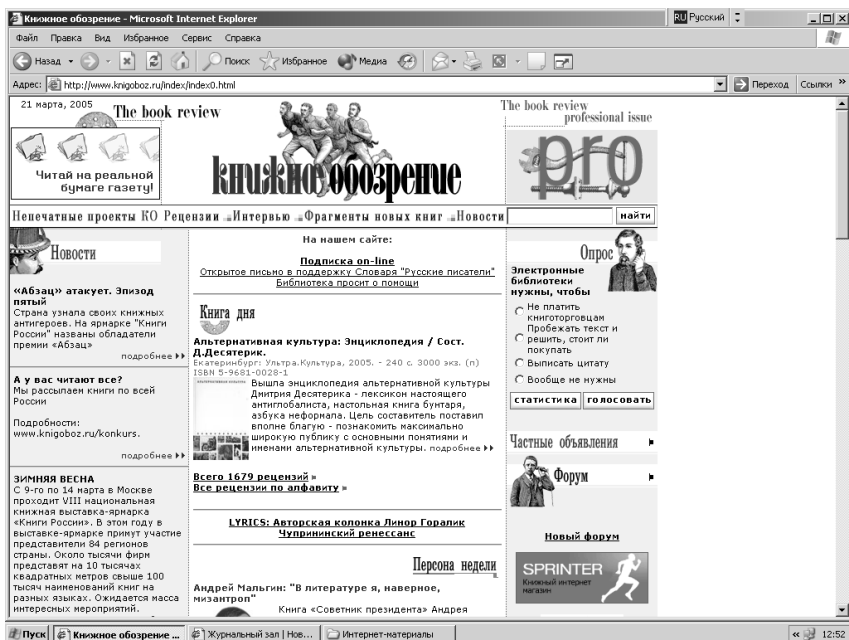 Книжное обозрение - Microsoft Internet Explorer
RU Русский
Файл Правка Вид Избранное Сервис Справка
Назад Поиск Избранное Медиа
Адрес: http://www.knigoboz.ru/index/index0.html Переход Ссылки »
21 марта, 2005
The book review
Читай на реальной
бумаге газету!
книжное обозрение
The book review
professional issue
pro
Непечатные проекты КО Рецензии Интервью Фрагменты новых книг Новости
найти
Новости
«Абзац» атакует. Эпизод
пятый
Страна узнала своих книжных
антигероев. На ярмарке "Книги
России" названы обладатели
премии «Абзац»
подробнее
А у вас читают все?
Мы рассылаем книги по всей
России
Подробности:
www.knigoboz.ru/konkurs.
подробнее
ЗИМНЯЯ ВЕСНА
С 9-го по 14 марта в Москве
проходит VIII национальная
книжная выставка-ярмарка
«Книги России». В этом году в
выставке-ярмарке примут участие
представители 84 регионов
страны. Около тысячи фирм
представят на 10 тысячах
квадратных метров свыше 100
тысяч наименований книг на
разных языках. Ожидается масса
интересных мероприятий.
На нашем сайте:
Подписка on-line
Открытое письмо в поддержку Словаря "Русские писатели"
Библиотека просит о помощи
Книга дня
Альтернативная культура: Энциклопедия / Сост.
Д.Десятерик.
Екатеринбург: Ультра.Культура, 2005. - 240 с. 3000 экз. (п)
ISBN 5-9681-0028-1
Вышла энциклопедия альтернативной культуры
Дмитрия Десятерика - лексикон настоящего
антиглобалиста, настольная книга бунтаря,
азбука неформала. Цель составитель поставил
вполне благую - познакомить максимально
широкую публику с основными понятиями и
именами альтернативной культуры. подробнее
Всего 1679 рецензий »
Все рецензии по алфавиту »
LYRICS: Авторская колонка Линор Горалик
Чупрининский ренессанс
Персона недели
Андрей Мальгин: "В литературе я, наверное,
мизантроп"
Книга «Советник президента» Андрея
Опрос
Электронные
библиотеки
нужны, чтобы
Не платить
книготорговцам
Пробежать текст и
решить, стоит ли
покупать
Выписать цитату
Вообще не нужны
статистика голосовать
Частные объявления
Форум
Новый форум
SPRINTER
Книжный интернет
магазин
Пуск Книжное обозрение ... Журнальный зал | Нов... Интернет-материалы « 12:52